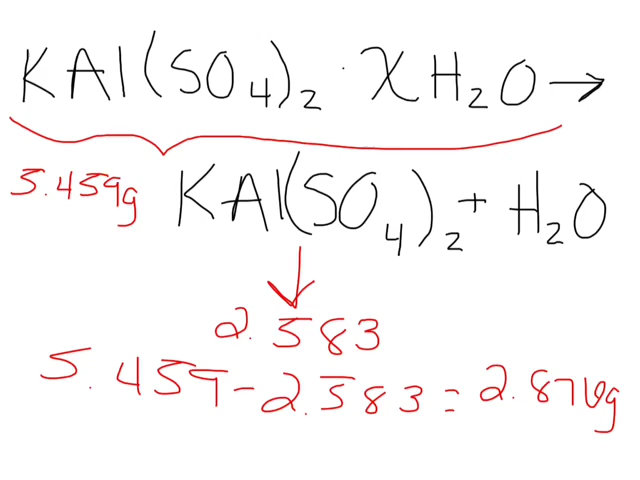 KAl(SO₄)₂ · XH₂O →
5.459g
KAl(SO₄)₂ + H₂O
↓
2.583
5.459 - 2.583 = 2.876g